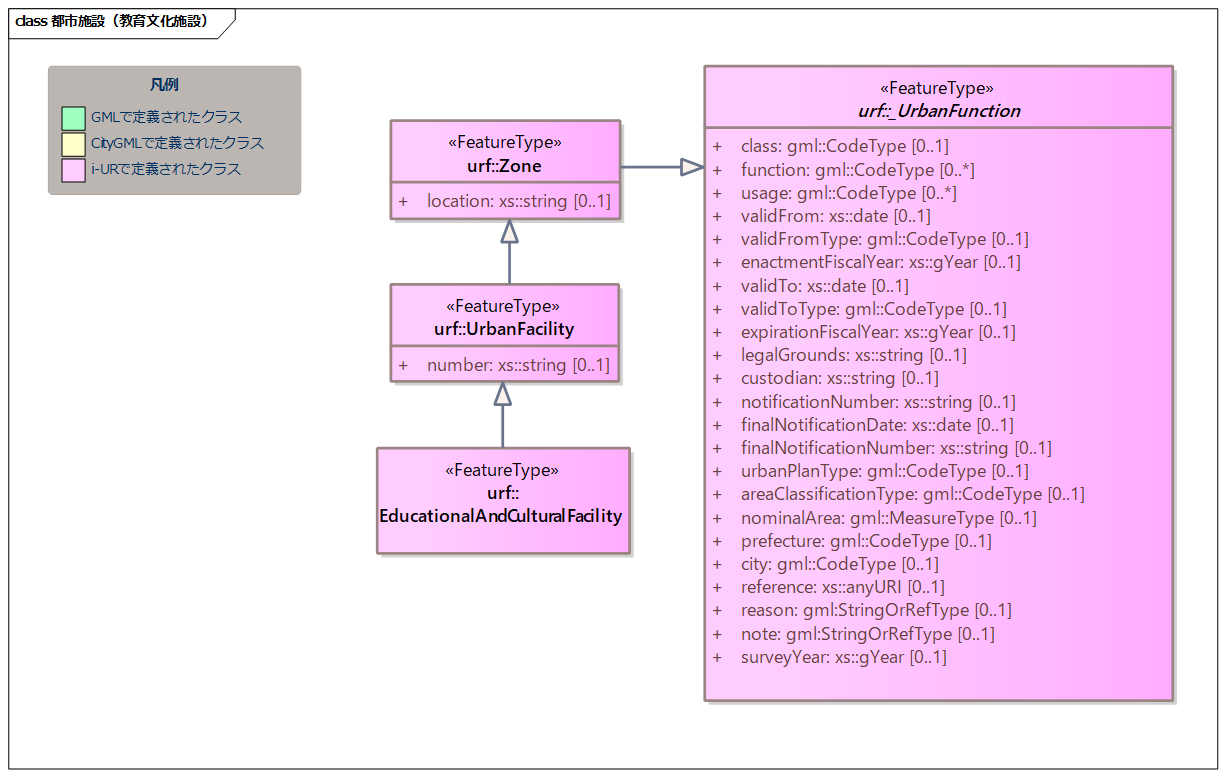 class 都市施設（教育文化施設）
凡例
GMLで定義されたクラス
CityGMLで定義されたクラス
i-URで定義されたクラス
«FeatureType»
urf::Zone
+ location: xs::string [0..1]
«FeatureType»
urf::UrbanFacility
+ number: xs::string [0..1]
«FeatureType»
urf::
EducationalAndCulturalFacility
«FeatureType»
urf::_UrbanFunction
+ class: gml::CodeType [0..1]
+ function: gml::CodeType [0..*]
+ usage: gml::CodeType [0..*]
+ validFrom: xs::date [0..1]
+ validFromType: gml::CodeType [0..1]
+ enactmentFiscalYear: xs::gYear [0..1]
+ validTo: xs::date [0..1]
+ validToType: gml::CodeType [0..1]
+ expirationFiscalYear: xs::gYear [0..1]
+ legalGrounds: xs::string [0..1]
+ custodian: xs::string [0..1]
+ notificationNumber: xs::string [0..1]
+ finalNotificationDate: xs::date [0..1]
+ finalNotificationNumber: xs::string [0..1]
+ urbanPlanType: gml::CodeType [0..1]
+ areaClassificationType: gml::CodeType [0..1]
+ nominalArea: gml::MeasureType [0..1]
+ prefecture: gml::CodeType [0..1]
+ city: gml::CodeType [0..1]
+ reference: xs::anyURI [0..1]
+ reason: gml:StringOrRefType [0..1]
+ note: gml:StringOrRefType [0..1]
+ surveyYear: xs::gYear [0..1]